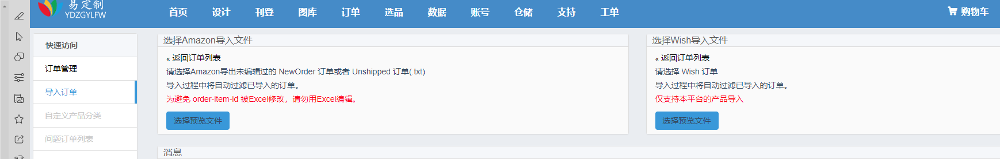 易定制
YDZGYLFW
首页 设计 刊登 图库 订单 选品 数据 账号 仓储 支持 工单 购物车
快速访问
订单管理
导入订单
自定义产品分类
问题订单列表
选择Amazon导入文件
« 返回订单列表
请选择Amazon导出未编辑过的 NewOrder 订单或者 Unshipped 订单(.txt)
导入过程中将自动过滤已导入的订单。
为避免 order-item-id 被Excel修改，请勿用Excel编辑。
选择预览文件
选择Wish导入文件
« 返回订单列表
请选择 Wish 订单
导入过程中将自动过滤已导入的订单。
仅支持本平台的产品导入
选择预览文件
消息